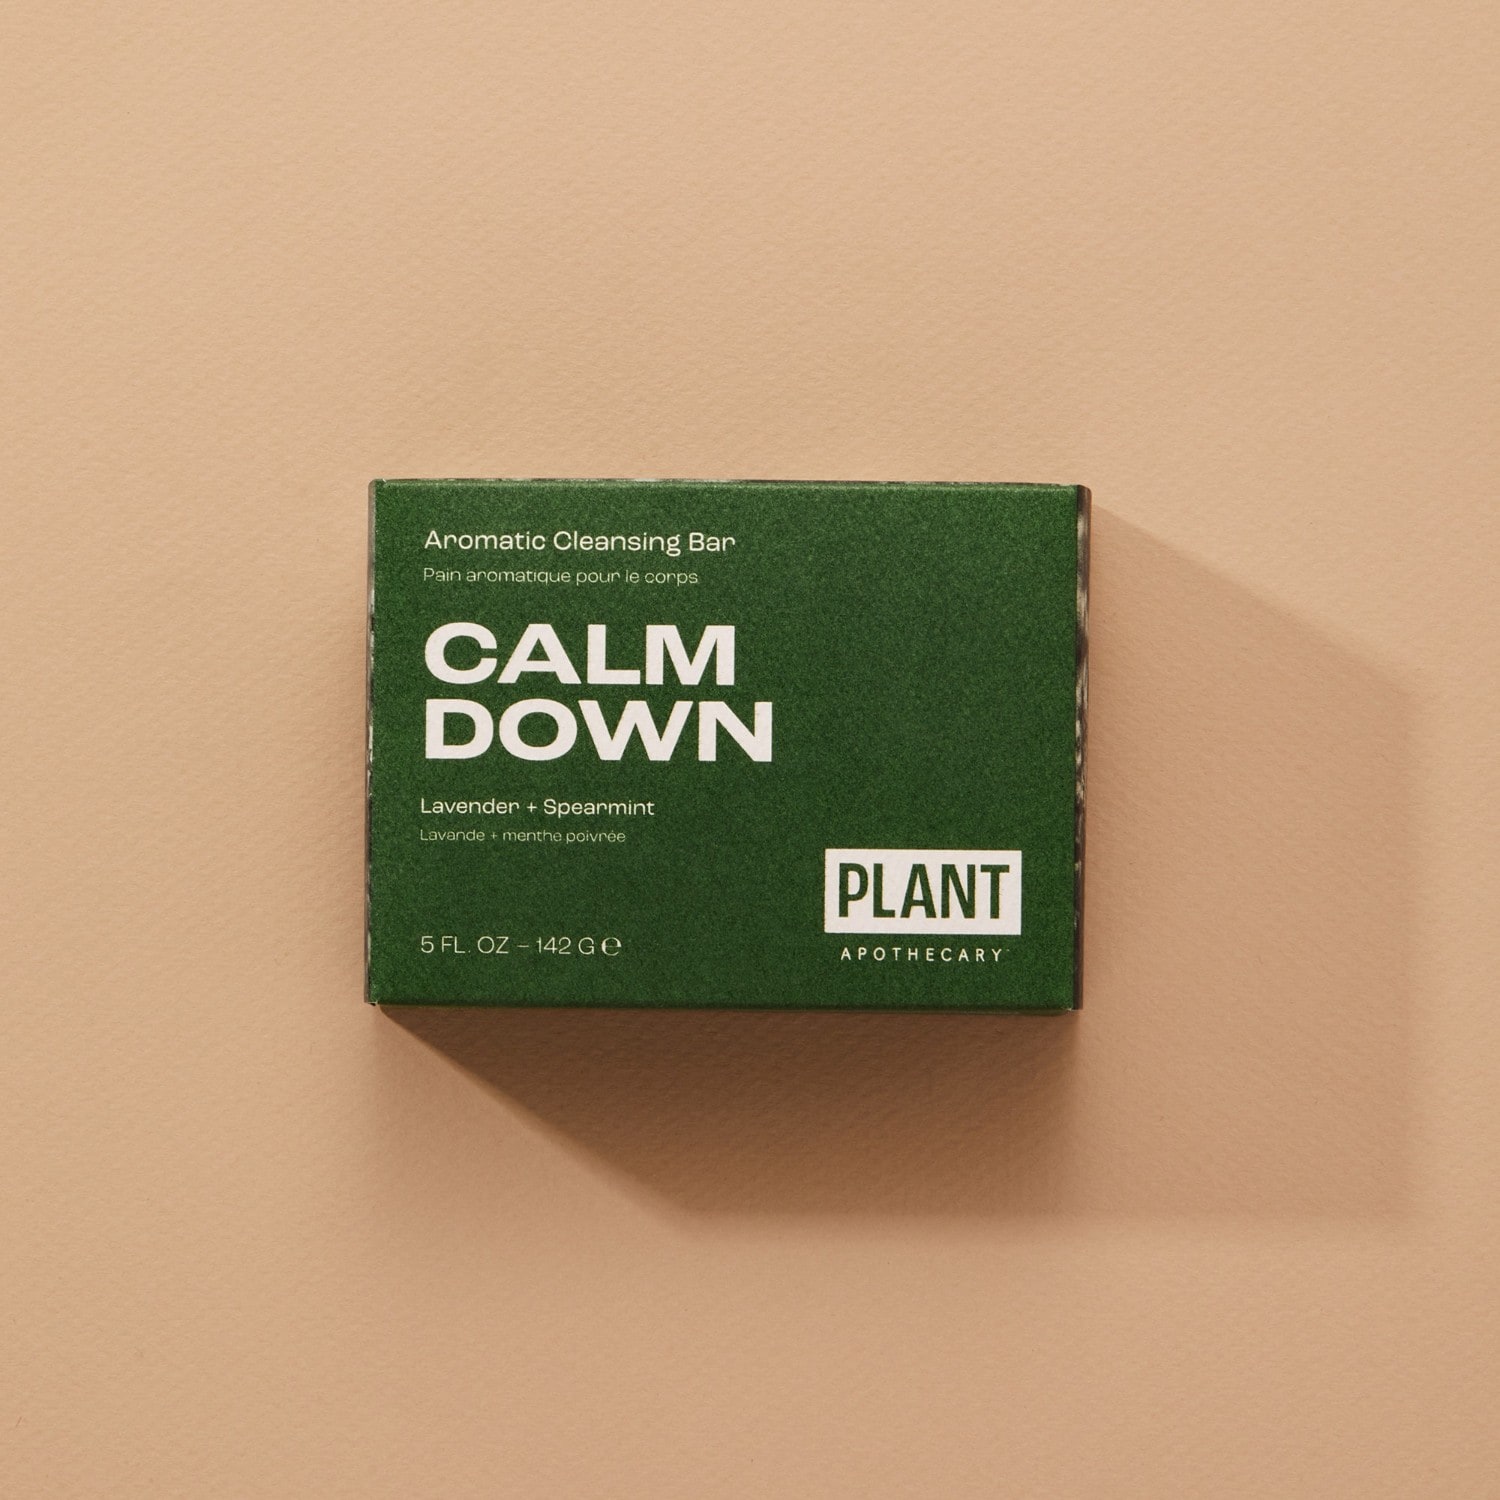 Aromatic Cleansing Bar
Pain aromatique pour le corps
CALM
DOWN
Lavender + Spearmint
Lavande + menthe poivrée
5 FL. OZ – 142 G ℮
PLANT
APOTHECARY